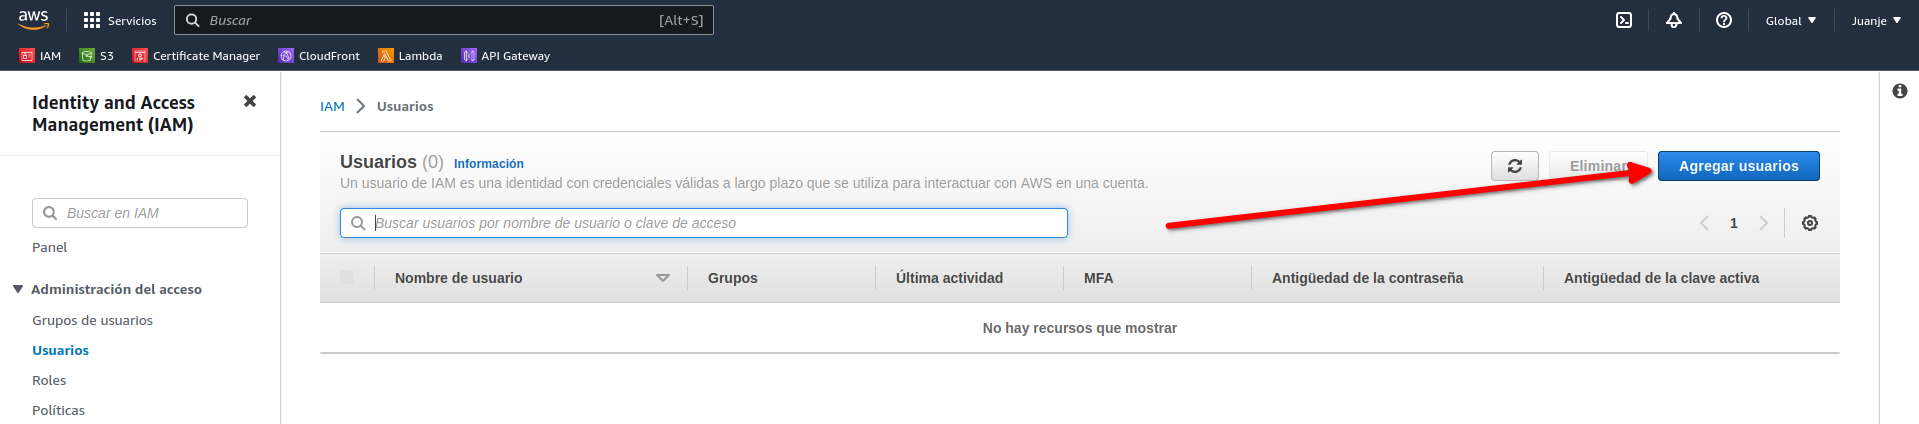 aws
Servicios
Buscar
[Alt+S]
Global
Juanje
IAM
S3
Certificate Manager
CloudFront
Lambda
API Gateway
Identity and Access
Management (IAM)
Buscar en IAM
Panel
Administración del acceso
Grupos de usuarios
Usuarios
Roles
Políticas
IAM
Usuarios
Usuarios (0) Información
Un usuario de IAM es una identidad con credenciales válidas a largo plazo que se utiliza para interactuar con AWS en una cuenta.
Eliminar
Agregar usuarios
Buscar usuarios por nombre de usuario o clave de acceso
1
Nombre de usuario
Grupos
Última actividad
MFA
Antigüedad de la contraseña
Antigüedad de la clave activa
No hay recursos que mostrar